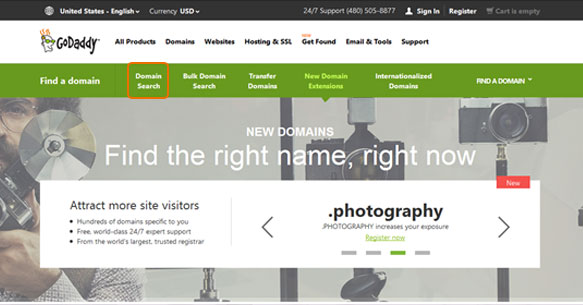 United States - English Currency USD 24/7 Support (480) 505-8877 Sign In Register Cart is empty
GoDaddy All Products Domains Websites Hosting & SSL NEW Get Found Email & Tools Support
Find a domain Domain Search Bulk Domain Search Transfer Domains New Domain Extensions Internationalized Domains FIND A DOMAIN
NEW DOMAINS
Find the right name, right now
New
Attract more site visitors
• Hundreds of domains specific to you
• Free, world-class 24/7 expert support
• From the world's largest, trusted registrar
.photography
.PHOTOGRAPHY increases your exposure
Register now